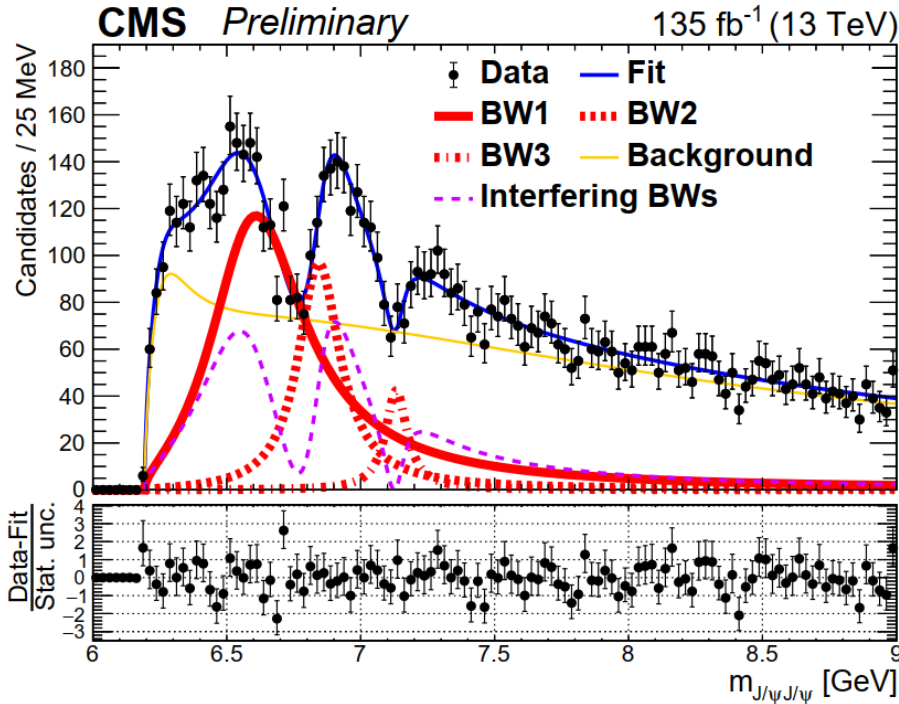 CMS Preliminary 135 fb⁻¹ (13 TeV)
Data
Fit
BW1
BW2
BW3
Background
Interfering BWs
Candidates / 25 MeV
180
160
140
120
100
80
60
40
20
0
Data-Fit
Stat. unc.
4
3
2
1
0
−1
−2
−3
6 6.5 7 7.5 8 8.5 9
m J/ψJ/ψ [GeV]